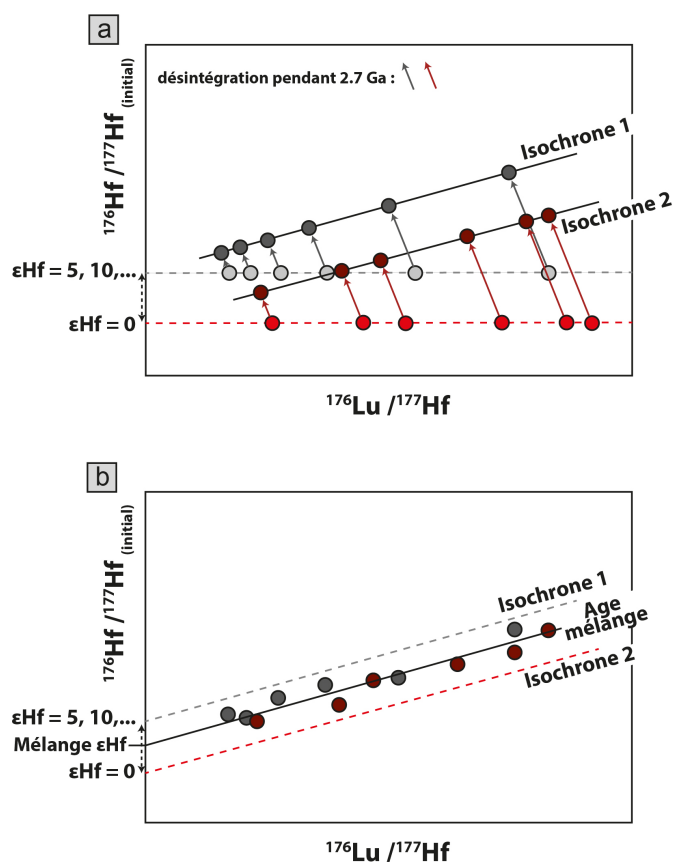 a
désintégration pendant 2.7 Ga :
¹⁷⁶Hf /¹⁷⁷Hf (initial)
Isochrone 1
Isochrone 2
εHf = 5, 10,...
εHf = 0
¹⁷⁶Lu /¹⁷⁷Hf
b
¹⁷⁶Hf /¹⁷⁷Hf (initial)
Isochrone 1
Age
mélange
Isochrone 2
εHf = 5, 10,...
Mélange εHf
εHf = 0
¹⁷⁶Lu /¹⁷⁷Hf